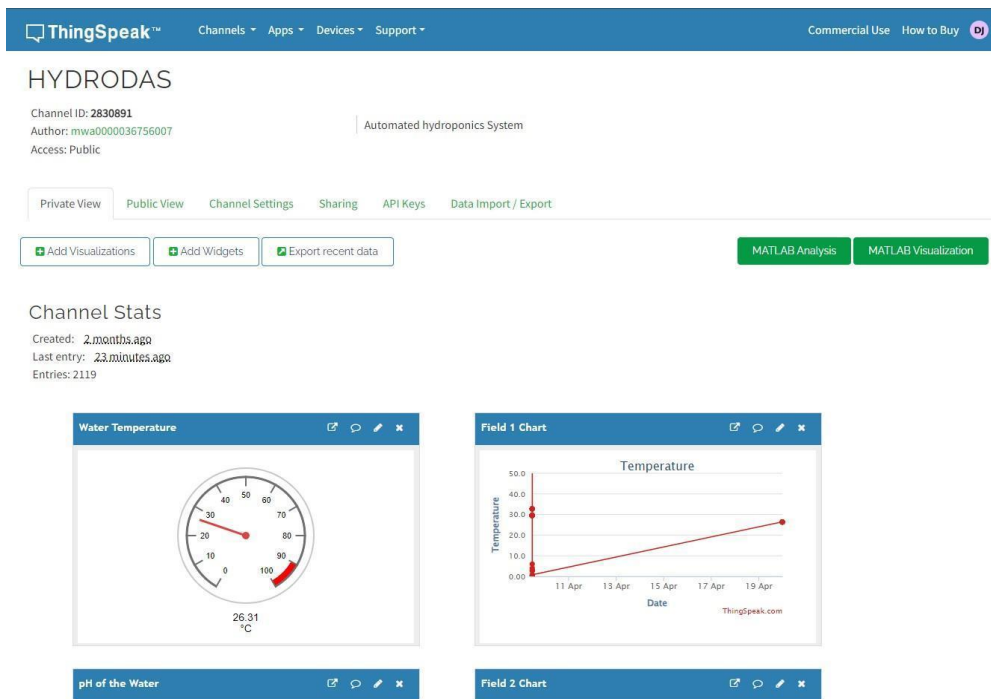 ThingSpeak™ Channels Apps Devices Support Commercial Use How to Buy DJ
HYDRODAS
Channel ID: 2830891
Author: mwa0000036756007
Access: Public
Automated hydroponics System
Private View Public View Channel Settings Sharing API Keys Data Import / Export
Add Visualizations Add Widgets Export recent data MATLAB Analysis MATLAB Visualization
Channel Stats
Created: 2 months ago
Last entry: 23 minutes ago
Entries: 2119
Water Temperature
0
10
20
30
40
50
60
70
80
90
100
26.31
°C
Field 1 Chart
Temperature
Temperature
50.0
40.0
30.0
20.0
10.0
0.00
11 Apr 13 Apr 15 Apr 17 Apr 19 Apr
Date
ThingSpeak.com
pH of the Water
Field 2 Chart